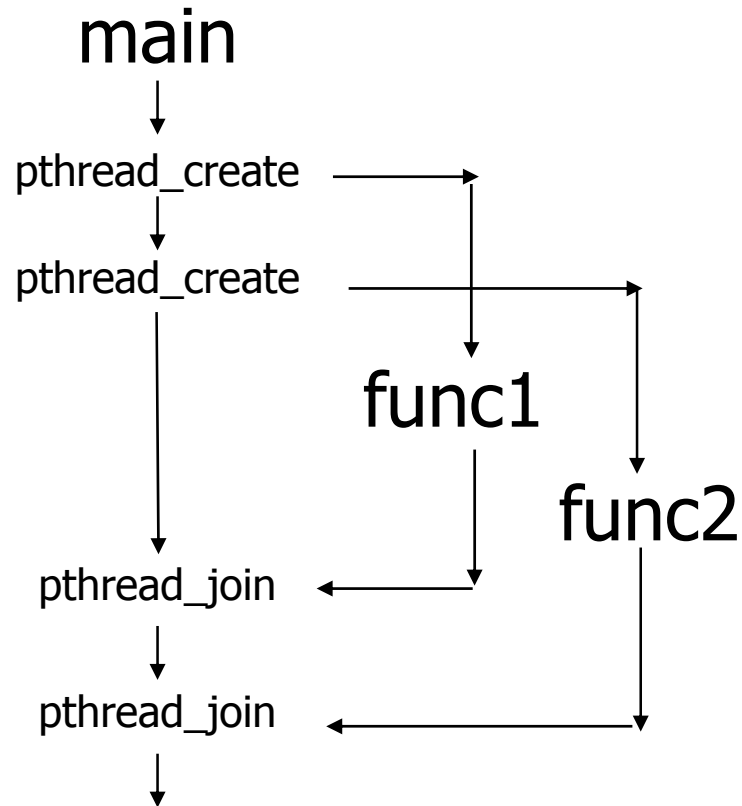 main
pthread_create
pthread_create
func1
func2
pthread_join
pthread_join